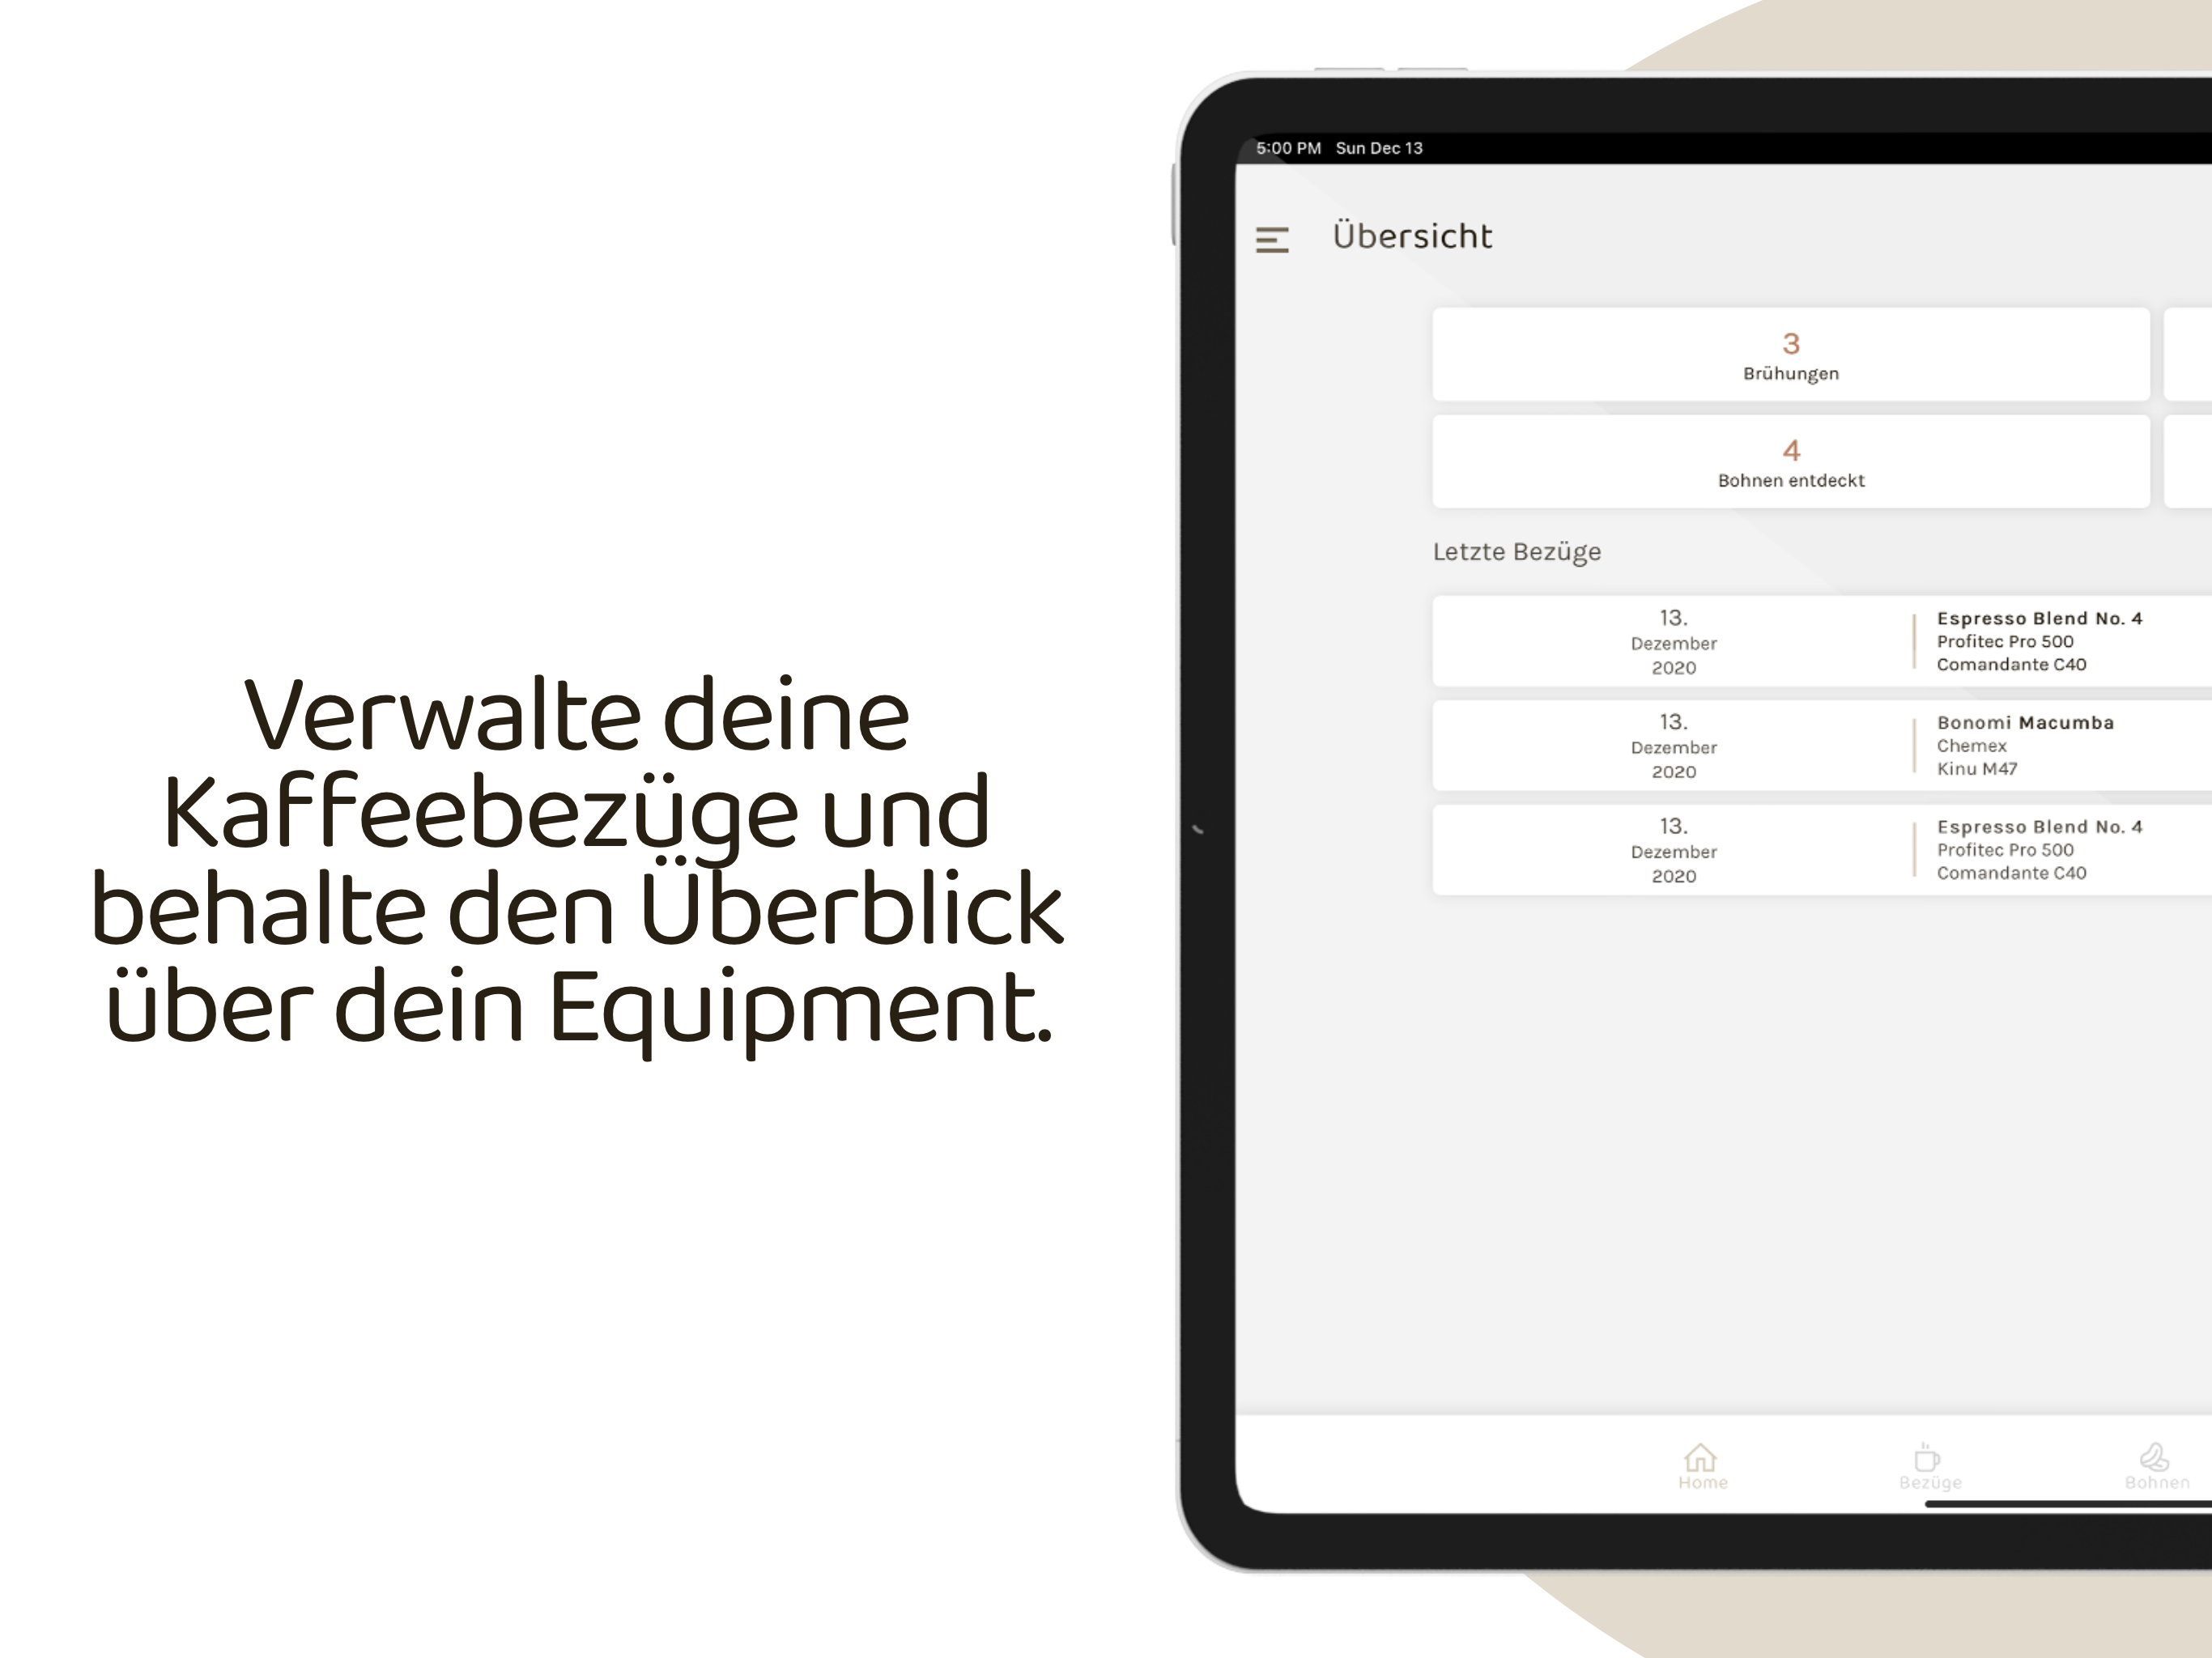 Verwalte deine
Kaffeebezüge und
behalte den Überblick
über dein Equipment.
5:00 PM Sun Dec 13
Übersicht
3
Brühungen
4
Bohnen entdeckt
Letzte Bezüge
13.
Dezember
2020
Espresso Blend No. 4
Profitec Pro 500
Comandante C40
13.
Dezember
2020
Bonomi Macumba
Chemex
Kinu M47
13.
Dezember
2020
Espresso Blend No. 4
Profitec Pro 500
Comandante C40
Home
Bezüge
Bohnen